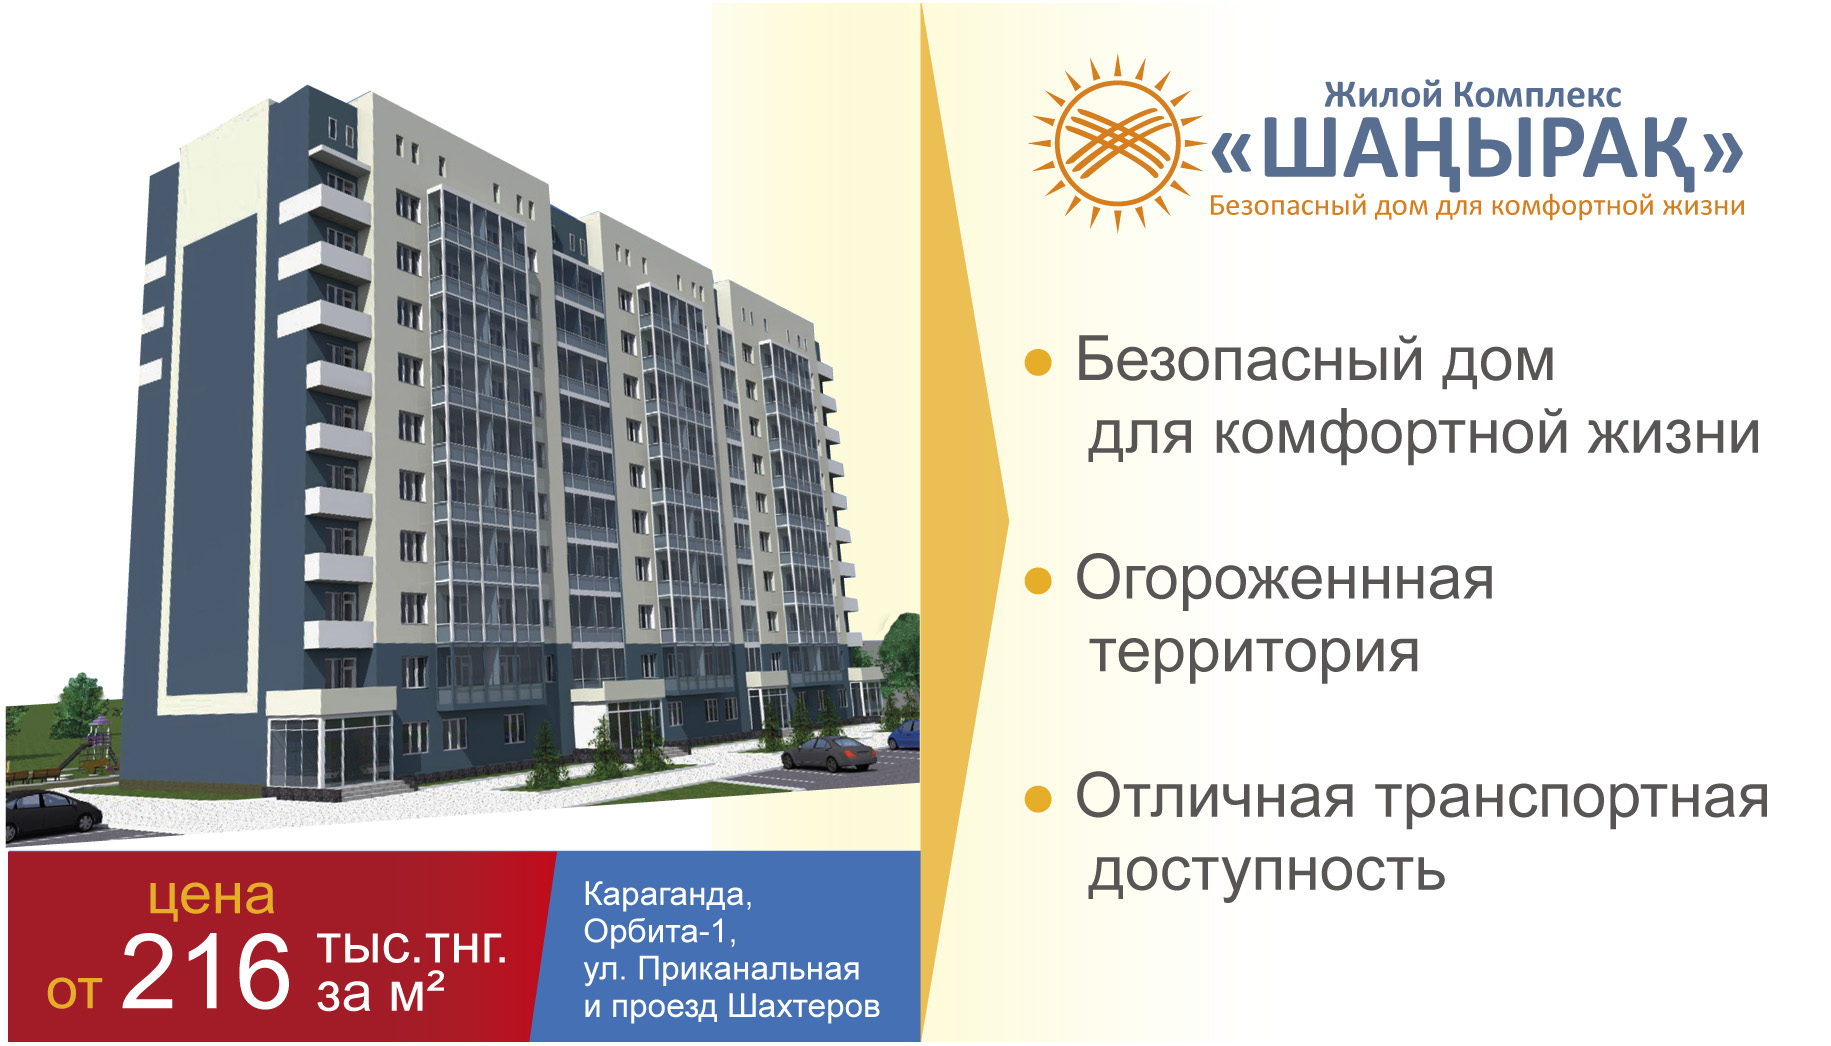 Жилой Комплекс
«ШАҢЫРАҚ»
Безопасный дом для комфортной жизни
● Безопасный дом
для комфортной жизни
● Огороженнная
территория
● Отличная транспортная
доступность
цена
от 216 тыс.тнг.
за м²
Караганда,
Орбита-1,
ул. Приканальная
и проезд Шахтеров